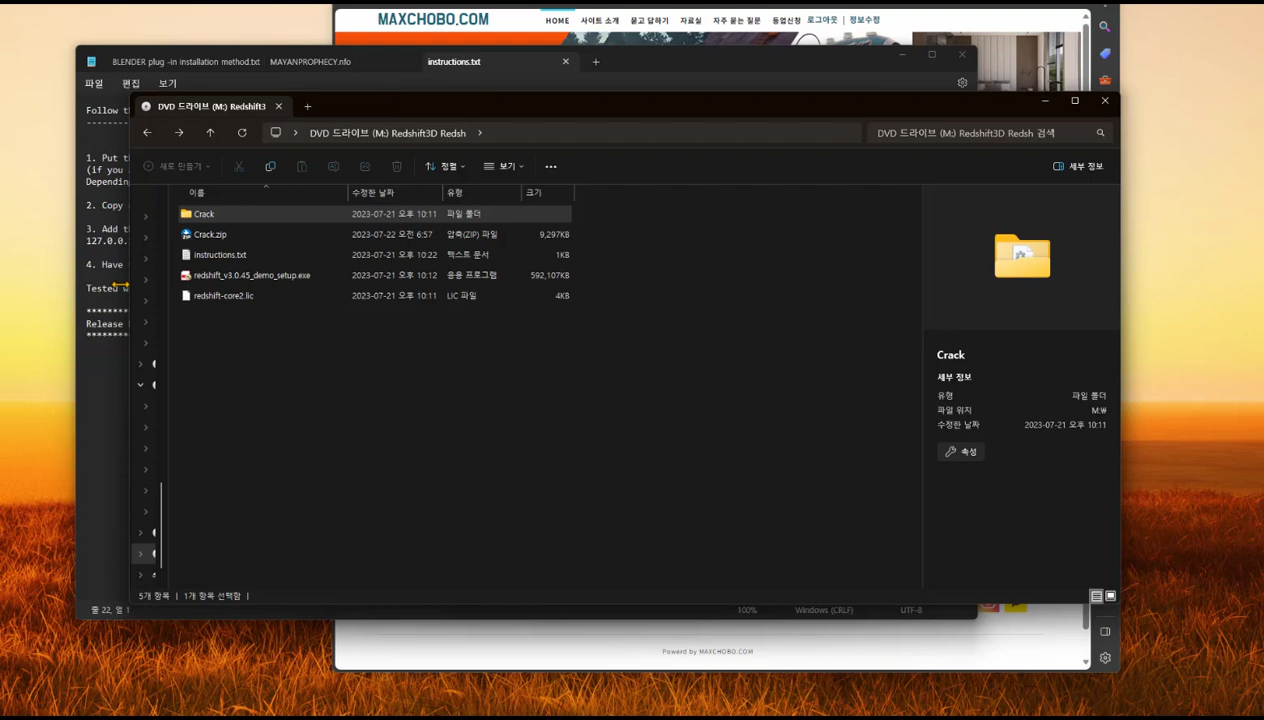 MAXCHOBO.COM
HOME 사이트 소개 묻고 답하기 자료실 자주 묻는 질문 등업신청 로그아웃 | 정보수정
BLENDER plug -in installation method.txt MAYANPROPHECY.nfo instructions.txt
파일 편집 보기
Follow th
1. Put t
(if you
Depending
2. Copy
3. Add th
127.0.0.
4. Have
Tested w
********
Release
********
DVD 드라이브 (M:) Redshift3
DVD 드라이브 (M:) Redshift3D Redsh
DVD 드라이브 (M:) Redshift3D Redsh 검색
새로 만들기 정렬 보기 세부 정보
이름 수정한 날짜 유형 크기
Crack 2023-07-21 오후 10:11 파일 폴더
Crack.zip 2023-07-22 오전 6:57 압축(ZIP) 파일 9,297KB
instructions.txt 2023-07-21 오후 10:22 텍스트 문서 1KB
redshift_v3.0.45_demo_setup.exe 2023-07-21 오후 10:12 응용 프로그램 592,107KB
redshift-core2.lic 2023-07-21 오후 10:11 LIC 파일 4KB
Crack
세부 정보
유형 파일 폴더
파일 위치 M:₩
수정한 날짜 2023-07-21 오후 10:11
속성
5개 항목 | 1개 항목 선택함 |
줄 22, 열 1 100% Windows (CRLF) UTF-8
Powerd by MAXCHOBO.COM